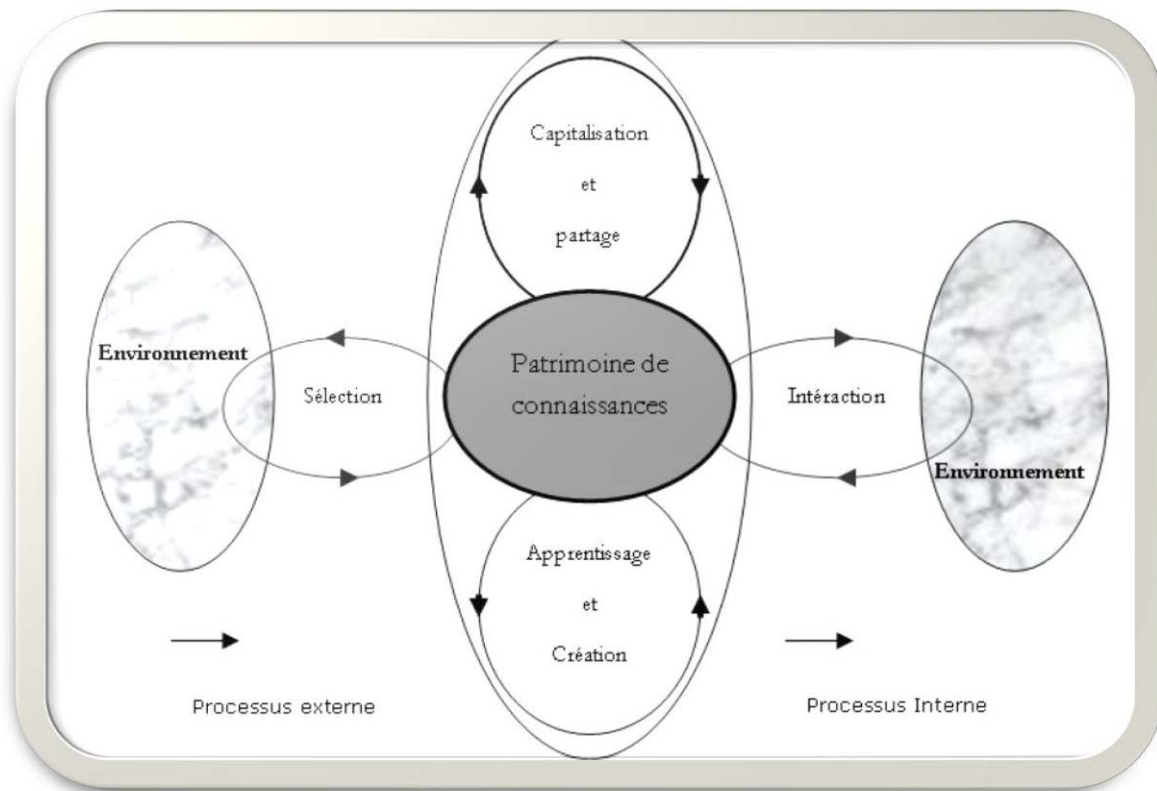 Capitalisation
et
partage
Environnement
Sélection
Patrimoine de
connaissances
Intéraction
Environnement
Apprentissage
et
Création
Processus externe
Processus Interne